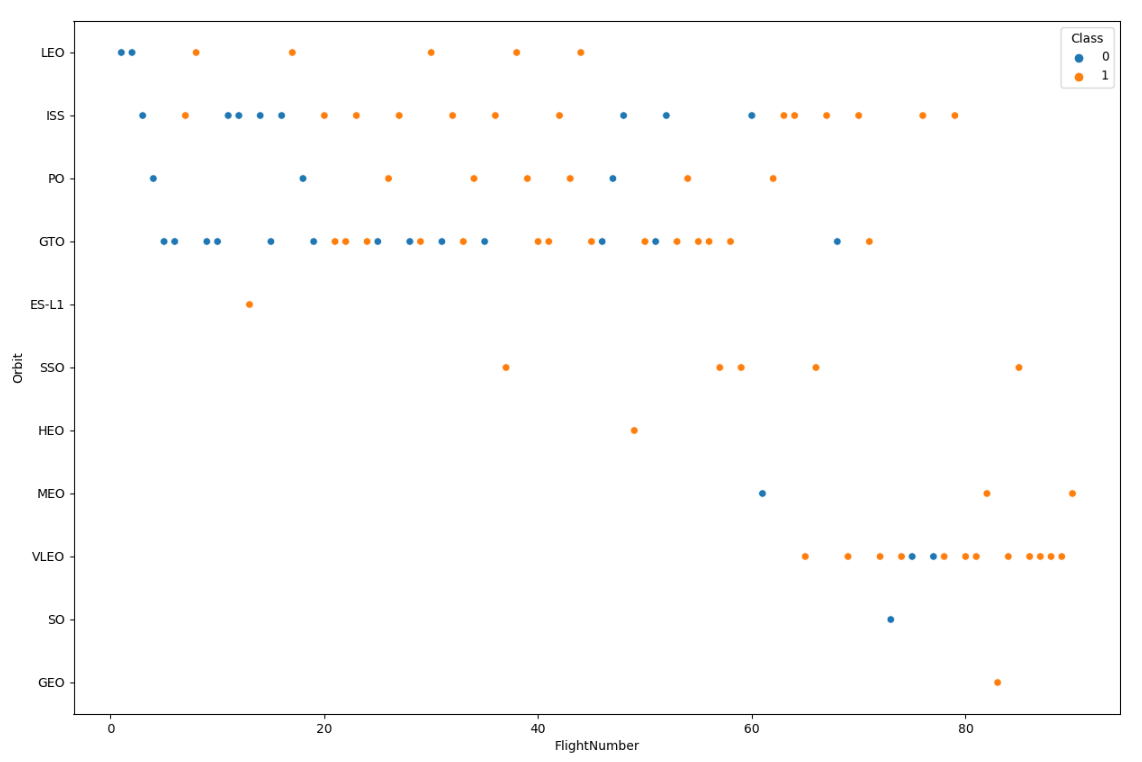 Class
0
1
LEO
ISS
PO
GTO
ES-L1
SSO
HEO
MEO
VLEO
SO
GEO
Orbit
0 20 40 60 80
FlightNumber